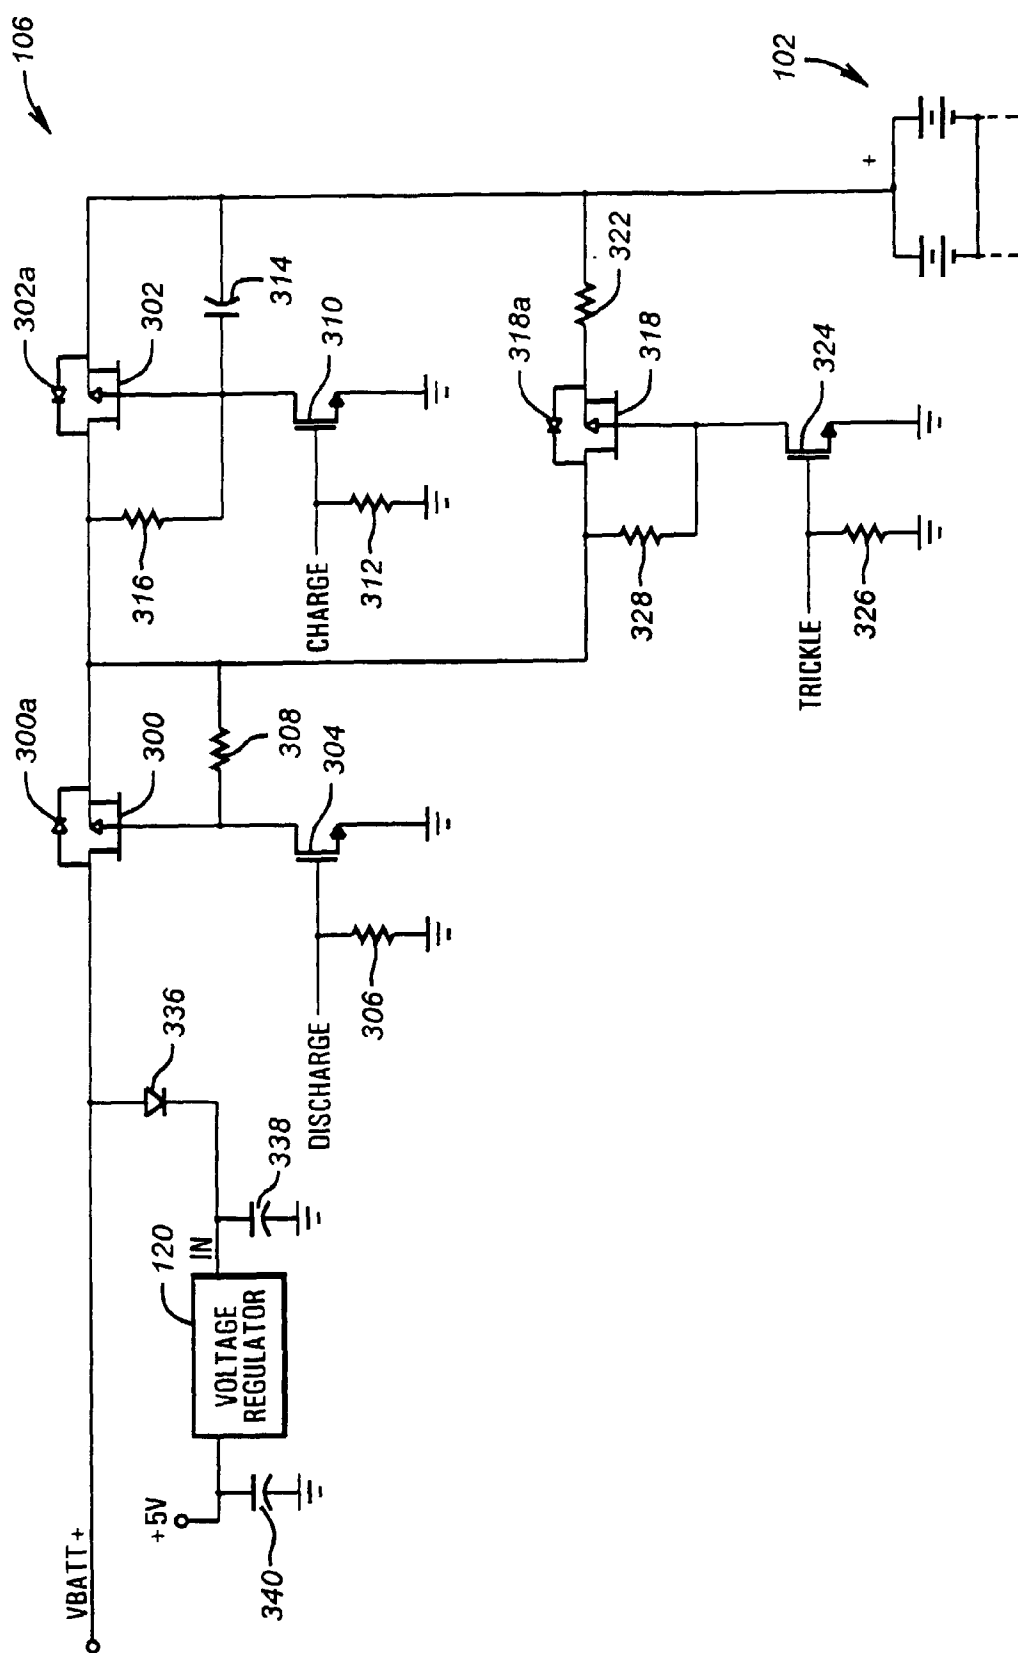 106
102
302a
302
314
310
316
CHARGE
312
318a
318
322
324
328
TRICKLE
326
300a
300
308
304
306
DISCHARGE
336
338
120
IN
VOLTAGE
REGULATOR
+5V
340
VBATT+
+